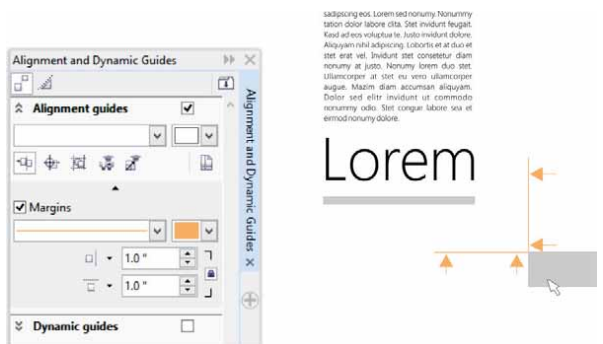 sadipscing eos. Lorem sed nonumy. Nonummy
tation dolor labore clita. Stet invidunt feugait.
Kasd ad eos voluptua te. Justo invidunt dolore.
Aliquyam nihil adipiscing. Lobortis et at duo et
stet erat vel. Invidunt stet consetetur diam
nonumy at justo. Nonumy lorem duo stet.
Ullamcorper at stet eu vero ullamcorper
augue. Mazim diam accumsan aliquyam.
Dolor sed elitr invidunt ut commodo
nonummy odio. Stet congue labore sea et
eirmod nonumy dolore.
Lorem
Alignment and Dynamic Guides
Alignment guides
Margins
1.0 "
1.0 "
Dynamic guides
Alignment and Dynamic Guides